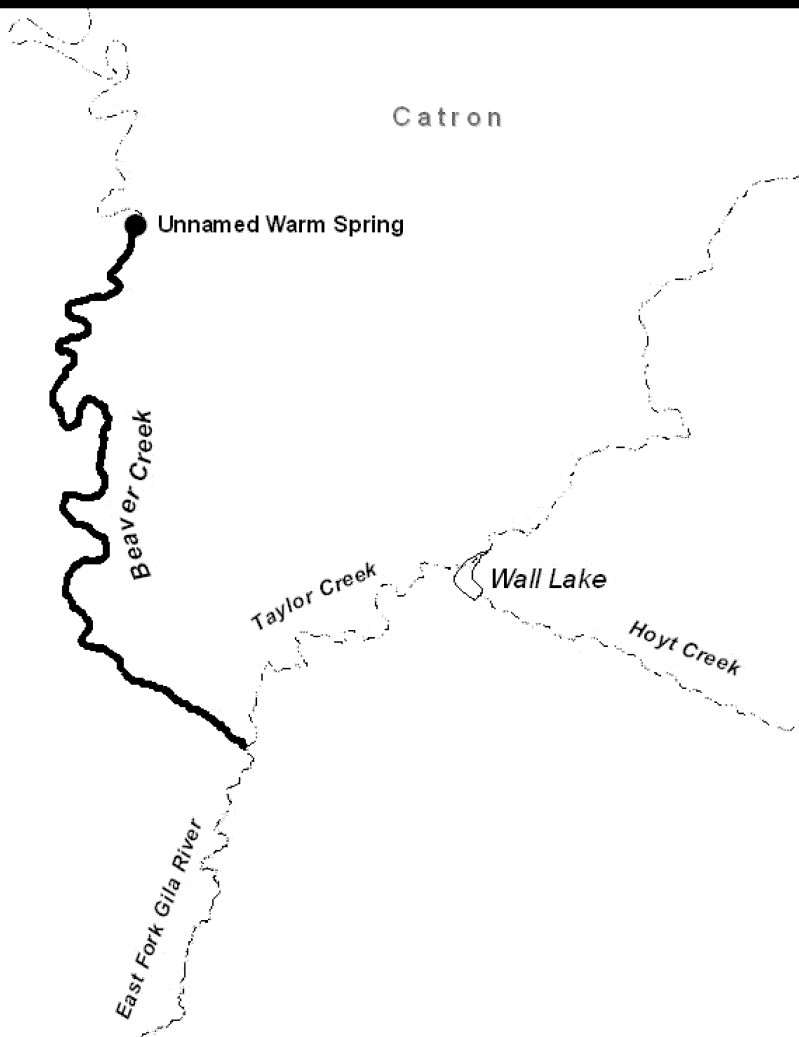 Catron
Unnamed Warm Spring
Beaver Creek
Taylor Creek
Wall Lake
Hoyt Creek
East Fork Gila River